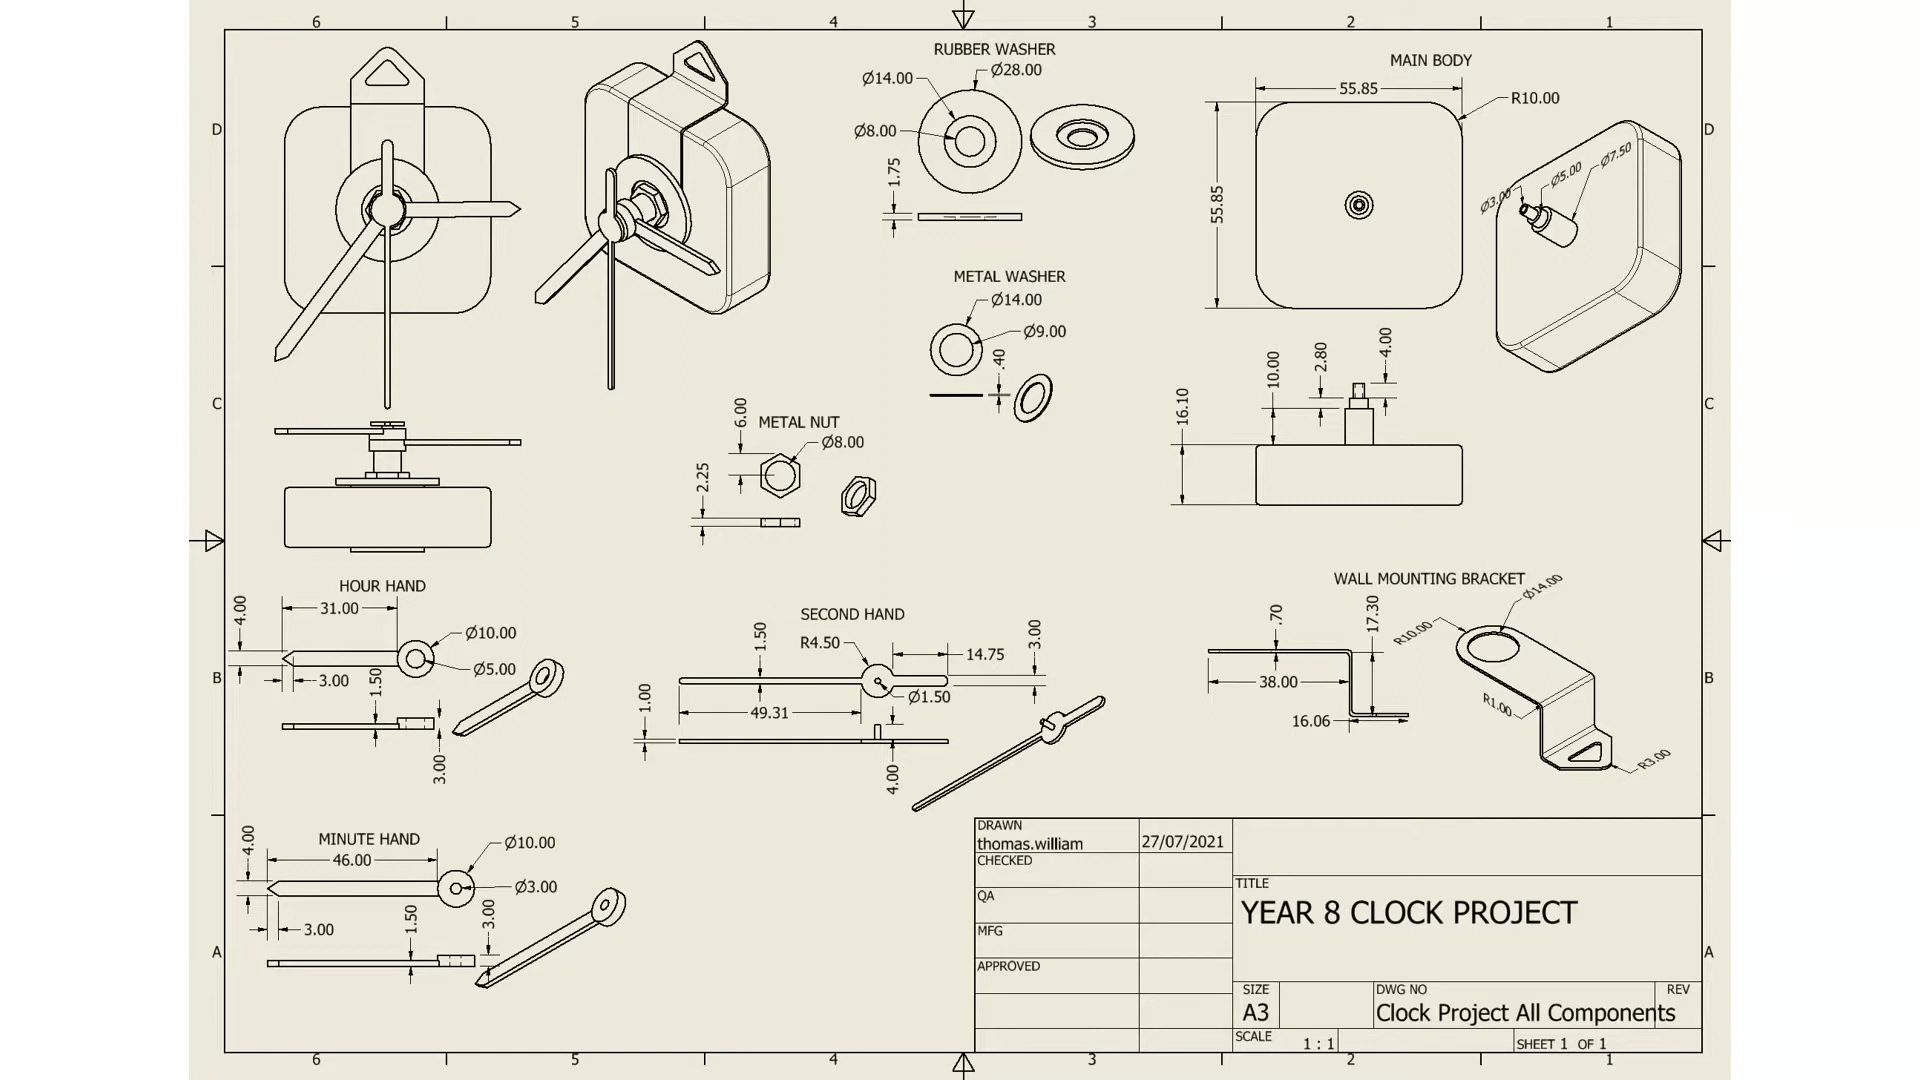 6 5 4 3 2 1
D
D
C
C
B
B
A
A
RUBBER WASHER
Ø28.00
Ø14.00
Ø8.00
1.75
MAIN BODY
55.85
R10.00
55.85
Ø3.00
Ø5.00
Ø7.50
METAL WASHER
Ø14.00
Ø9.00
.40
16.10
10.00
2.80
4.00
METAL NUT
6.00
Ø8.00
2.25
HOUR HAND
4.00
31.00
Ø10.00
Ø5.00
3.00
1.50
3.00
SECOND HAND
1.50
R4.50
14.75
3.00
Ø1.50
49.31
1.00
4.00
WALL MOUNTING BRACKET
.70
17.30
38.00
16.06
R10.00
Ø14.00
R1.00
R3.00
MINUTE HAND
4.00
46.00
Ø10.00
Ø3.00
3.00
1.50
3.00
DRAWN
thomas.william
27/07/2021
CHECKED
QA
MFG
APPROVED
TITLE
YEAR 8 CLOCK PROJECT
SIZE
A3
DWG NO
Clock Project All Components
REV
SCALE
1 : 1
SHEET 1 OF 1
6 5 4 3 2 1